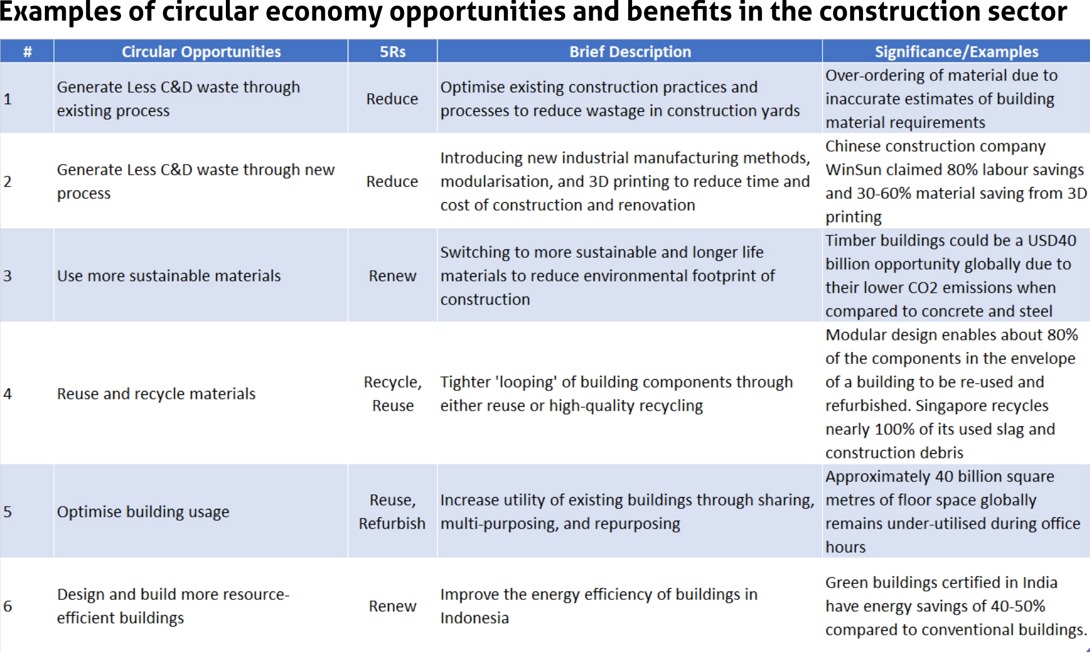 Examples of circular economy opportunities and benefits in the construction sector
# Circular Opportunities 5Rs Brief Description Significance/Examples
1
Generate Less C&D waste through
existing process
Reduce
Optimise existing construction practices and
processes to reduce wastage in construction yards
Over-ordering of material due to
inaccurate estimates of building
material requirements
2
Generate Less C&D waste through new
process
Reduce
Introducing new industrial manufacturing methods,
modularisation, and 3D printing to reduce time and
cost of construction and renovation
Chinese construction company
WinSun claimed 80% labour savings
and 30-60% material saving from 3D
printing
3
Use more sustainable materials
Renew
Switching to more sustainable and longer life
materials to reduce environmental footprint of
construction
Timber buildings could be a USD40
billion opportunity globally due to
their lower CO2 emissions when
compared to concrete and steel
4
Reuse and recycle materials
Recycle,
Reuse
Tighter 'looping' of building components through
either reuse or high-quality recycling
Modular design enables about 80%
of the components in the envelope
of a building to be re-used and
refurbished. Singapore recycles
nearly 100% of its used slag and
construction debris
5
Optimise building usage
Reuse,
Refurbish
Increase utility of existing buildings through sharing,
multi-purposing, and repurposing
Approximately 40 billion square
metres of floor space globally
remains under-utilised during office
hours
6
Design and build more resource-
efficient buildings
Renew
Improve the energy efficiency of buildings in
Indonesia
Green buildings certified in India
have energy savings of 40-50%
compared to conventional buildings.